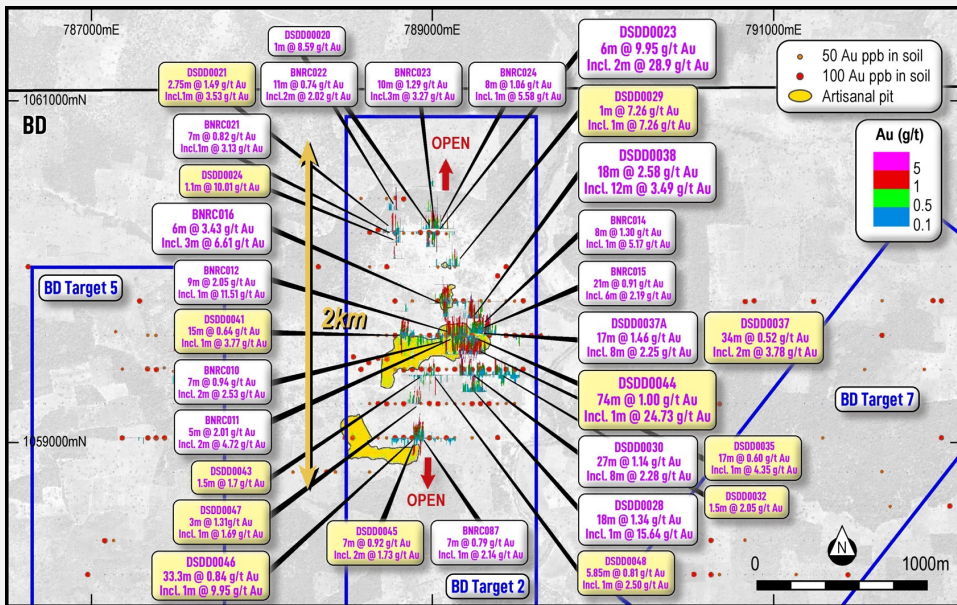 787000mE
789000mE
791000mE
1061000mN
1059000mN
BD
DSDD00020
1m @ 8.59 g/t Au
DSDD0021
2.75m @ 1.49 g/t Au
Incl.1m @ 3.53 g/t Au
BNRC022
11m @ 0.74 g/t Au
Incl.2m @ 2.02 g/t Au
BNRC023
10m @ 1.29 g/t Au
Incl.3m @ 3.27 g/t Au
BNRC024
8m @ 1.06 g/t Au
Incl. 1m @ 5.58 g/t Au
DSDD0023
6m @ 9.95 g/t Au
Incl. 2m @ 28.9 g/t Au
50 Au ppb in soil
100 Au ppb in soil
Artisanal pit
BNRC021
7m @ 0.82 g/t Au
Incl.1m @ 3.13 g/t Au
DSDD0029
1m @ 7.26 g/t Au
Incl. 1m @ 7.26 g/t Au
Au (g/t)
5
1
0.5
0.1
OPEN
DSDD0024
1.1m @ 10.01 g/t Au
DSDD0038
18m @ 2.58 g/t Au
Incl. 12m @ 3.49 g/t Au
BNRC016
6m @ 3.43 g/t Au
Incl. 3m @ 6.61 g/t Au
BNRC014
8m @ 1.30 g/t Au
Incl. 1m @ 5.17 g/t Au
BNRC012
9m @ 2.05 g/t Au
Incl. 1m @ 11.51 g/t Au
BNRC015
21m @ 0.91 g/t Au
Incl. 6m @ 2.19 g/t Au
BD Target 5
2km
DSDD0041
15m @ 0.64 g/t Au
Incl. 1m @ 3.77 g/t Au
DSDD0037A
17m @ 1.46 g/t Au
Incl. 8m @ 2.25 g/t Au
DSDD0037
34m @ 0.52 g/t Au
Incl. 2m @ 3.78 g/t Au
BNRC010
7m @ 0.94 g/t Au
Incl. 2m @ 2.53 g/t Au
DSDD0044
74m @ 1.00 g/t Au
Incl. 1m @ 24.73 g/t Au
BD Target 7
BNRC011
5m @ 2.01 g/t Au
Incl. 2m @ 4.72 g/t Au
DSDD0030
27m @ 1.14 g/t Au
Incl. 8m @ 2.28 g/t Au
DSDD0035
17m @ 0.60 g/t Au
Incl. 1m @ 4.35 g/t Au
DSDD0043
1.5m @ 1.7 g/t Au
OPEN
DSDD0032
1.5m @ 2.05 g/t Au
DSDD0047
3m @ 1.31g/t Au
Incl. 1m @ 1.69 g/t Au
DSDD0028
18m @ 1.34 g/t Au
Incl. 1m @ 15.64 g/t Au
DSDD0045
7m @ 0.92 g/t Au
Incl. 2m @ 1.73 g/t Au
BNRC087
7m @ 0.79 g/t Au
Incl. 1m @ 2.14 g/t Au
DSDD0046
33.3m @ 0.84 g/t Au
Incl. 1m @ 9.95 g/t Au
DSDD0048
5.85m @ 0.81 g/t Au
Incl. 1m @ 2.50 g/t Au
BD Target 2
N
0
1000m